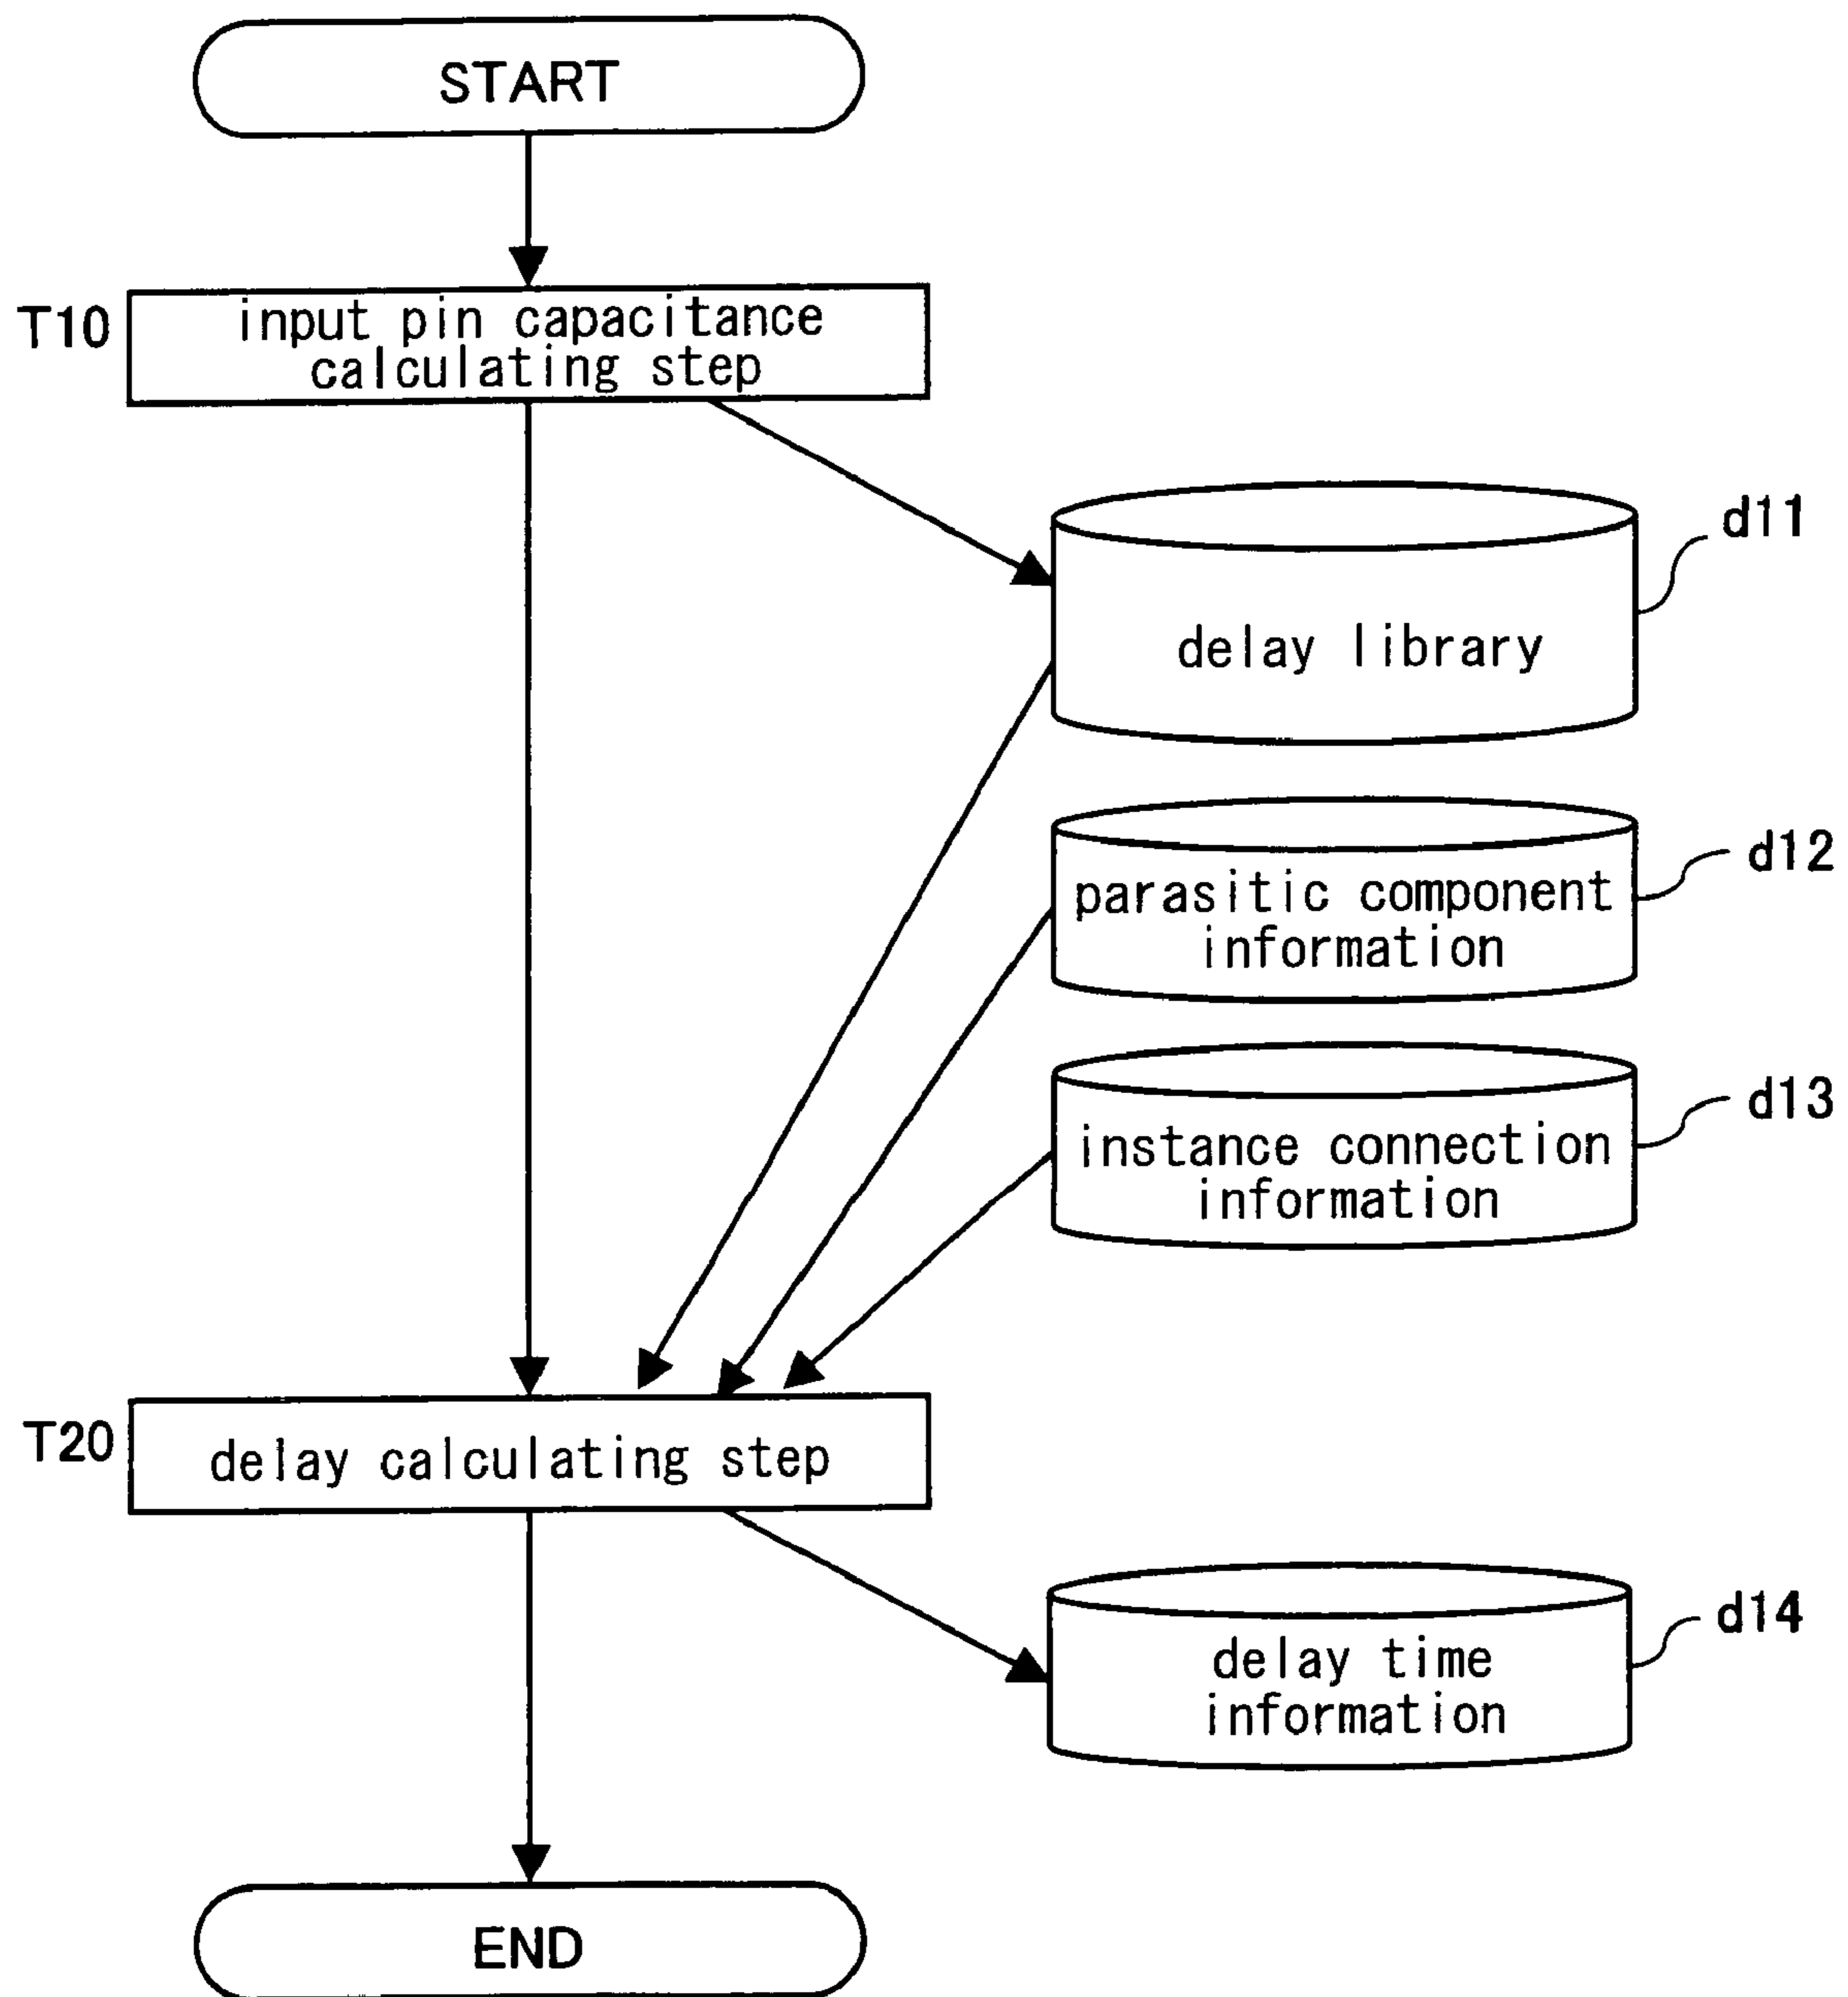 START
T10
input pin capacitance
calculating step
d11
delay library
d12
parasitic component
information
d13
instance connection
information
T20
delay calculating step
d14
delay time
information
END